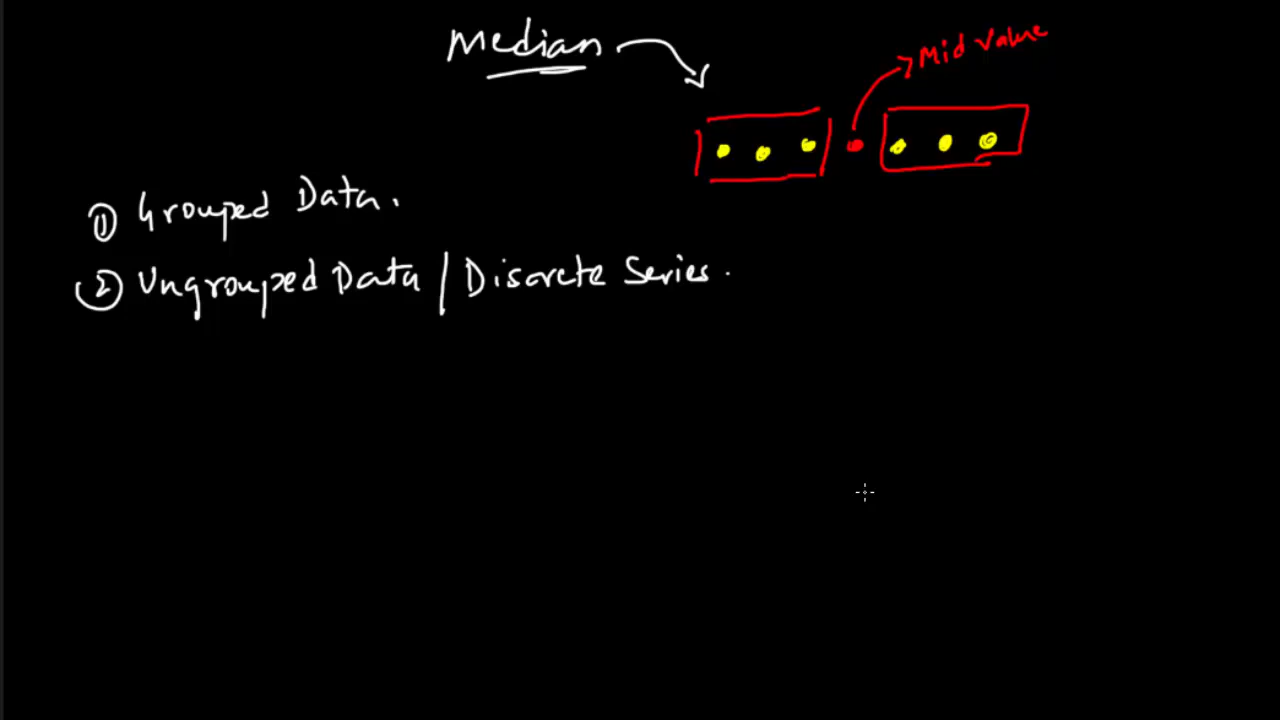 Median
Mid Value
① Grouped Data.
② Ungrouped Data / Discrete Series.